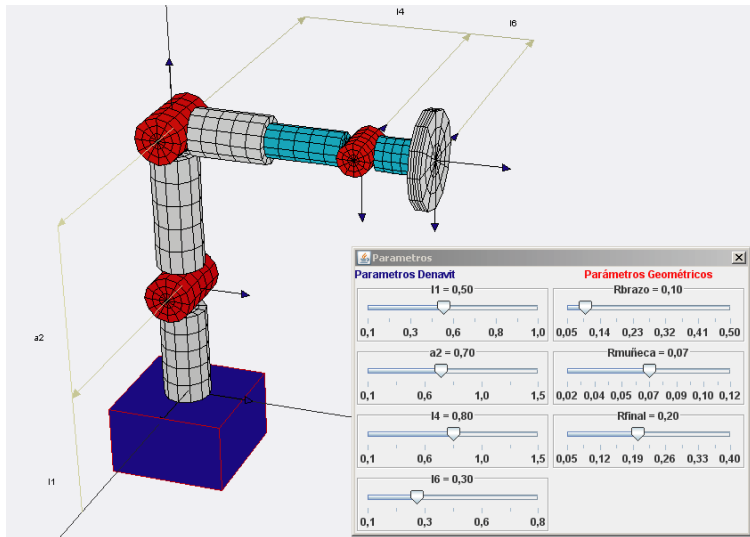 l4
l6
a2
l1
Parametros
Parametros Denavit
Parámetros Geométricos
l1 = 0,50
0,1 0,3 0,6 0,8 1,0
Rbrazo = 0,10
0,05 0,14 0,23 0,32 0,41 0,50
a2 = 0,70
0,1 0,6 1,0 1,5
Rmuñeca = 0,07
0,02 0,04 0,05 0,07 0,09 0,10 0,12
l4 = 0,80
0,1 0,6 1,0 1,5
Rfinal = 0,20
0,05 0,12 0,19 0,26 0,33 0,40
l6 = 0,30
0,1 0,3 0,6 0,8